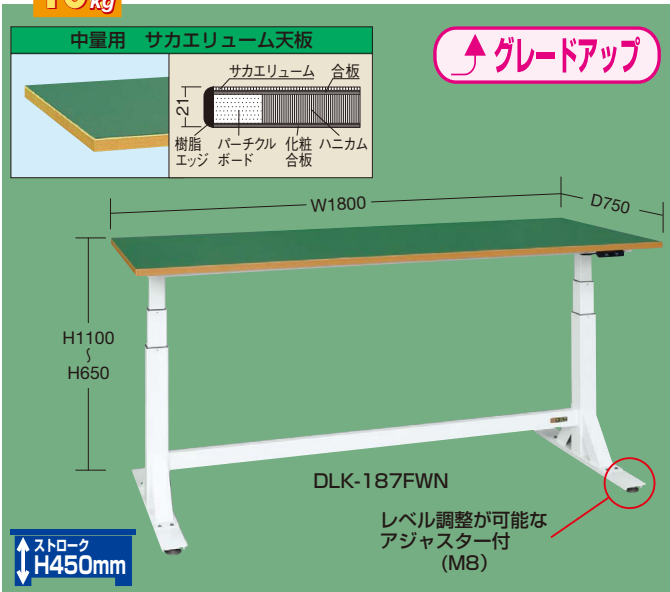 kg
中量用 サカエリューム天板
グレードアップ
サカエリューム 合板
21
樹脂 パーチクル 化粧 ハニカム
エッジ ボード 合板
W1800
D750
H1100
〜
H650
DLK-187FWN
レベル調整が可能な
アジャスター付
(M8)
ストローク
H450mm